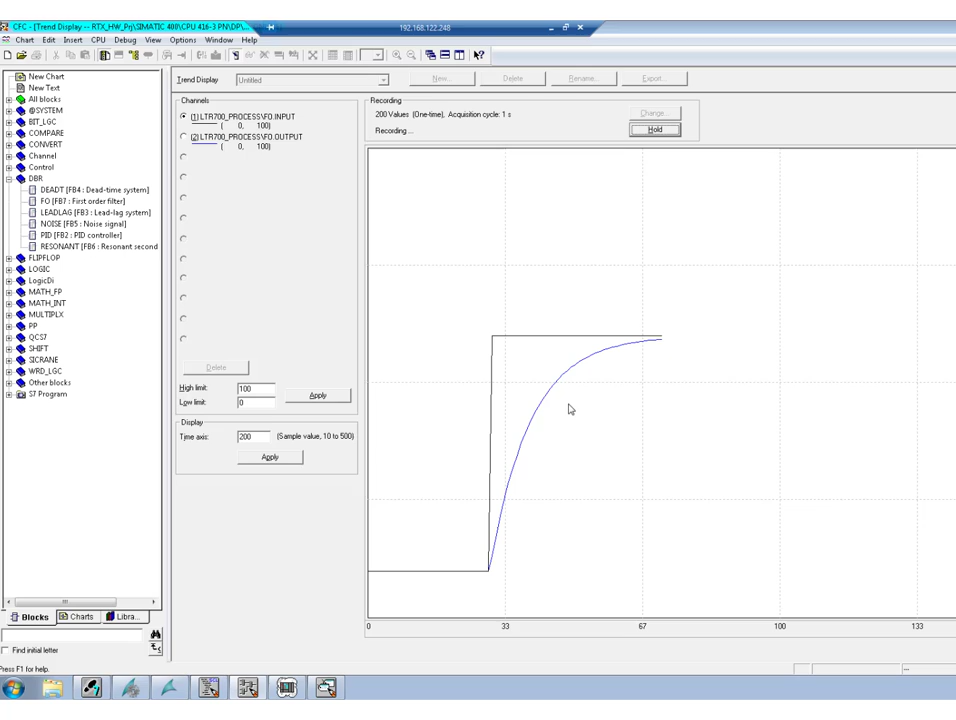 CFC - [Trend Display -- RTX_HW_Prj\SIMATIC 400\CPU 416-3 PN\DP\...
192.168.122.248
Chart Edit Insert CPU Debug View Options Window Help
New Chart
New Text
All blocks
@SYSTEM
BIT_LGC
COMPARE
CONVERT
Channel
Control
DBR
DEADT [FB4 : Dead-time system]
FO [FB7 : First order filter]
LEADLAG [FB3 : Lead-lag system]
NOISE [FB5 : Noise signal]
PID [FB2 : PID controller]
RESONANT [FB6 : Resonant second
FLIPFLOP
LOGIC
LogicDi
MATH_FP
MATH_INT
MULTIPLX
PP
QCS7
SHIFT
SICRANE
WRD_LGC
Other blocks
S7 Program
Blocks Charts Libra...
Find initial letter
Press F1 for help.
Trend Display Untitled New... Delete Rename... Export...
Channels
(1) LTR700_PROCESS\FO.INPUT
( 0, 100)
(2) LTR700_PROCESS\FO.OUTPUT
( 0, 100)
Delete
High limit: 100
Low limit: 0
Apply
Display
Time axis: 200 (Sample value, 10 to 500)
Apply
Recording
200 Values (One-time), Acquisition cycle: 1 s
Change...
Recording ...
Hold
0 33 67 100 133